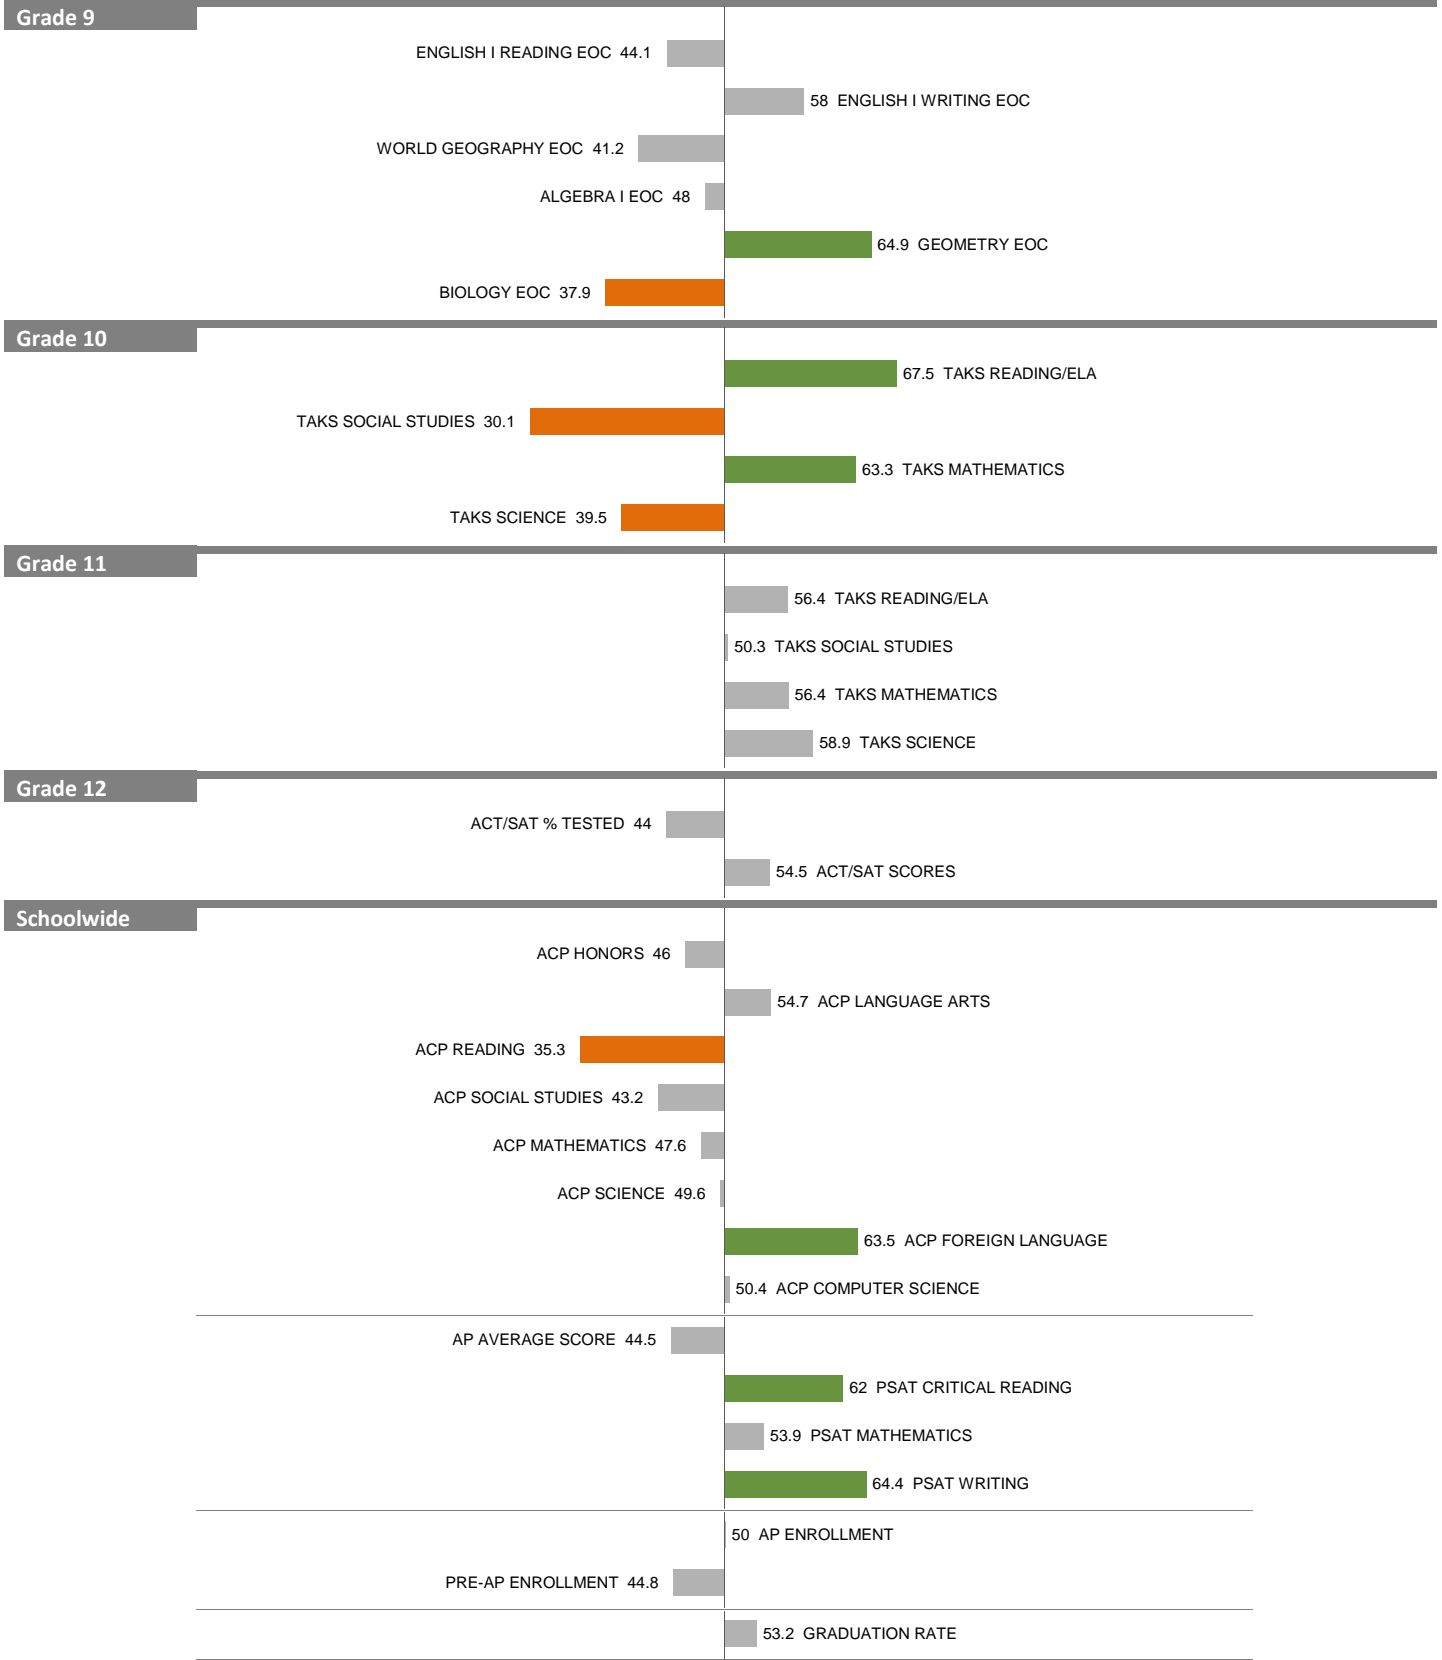 Grade 9
ENGLISH I READING EOC 44.1
58 ENGLISH I WRITING EOC
WORLD GEOGRAPHY EOC 41.2
ALGEBRA I EOC 48
64.9 GEOMETRY EOC
BIOLOGY EOC 37.9
Grade 10
67.5 TAKS READING/ELA
TAKS SOCIAL STUDIES 30.1
63.3 TAKS MATHEMATICS
TAKS SCIENCE 39.5
Grade 11
56.4 TAKS READING/ELA
50.3 TAKS SOCIAL STUDIES
56.4 TAKS MATHEMATICS
58.9 TAKS SCIENCE
Grade 12
ACT/SAT % TESTED 44
54.5 ACT/SAT SCORES
Schoolwide
ACP HONORS 46
54.7 ACP LANGUAGE ARTS
ACP READING 35.3
ACP SOCIAL STUDIES 43.2
ACP MATHEMATICS 47.6
ACP SCIENCE 49.6
63.5 ACP FOREIGN LANGUAGE
50.4 ACP COMPUTER SCIENCE
AP AVERAGE SCORE 44.5
62 PSAT CRITICAL READING
53.9 PSAT MATHEMATICS
64.4 PSAT WRITING
50 AP ENROLLMENT
PRE-AP ENROLLMENT 44.8
53.2 GRADUATION RATE